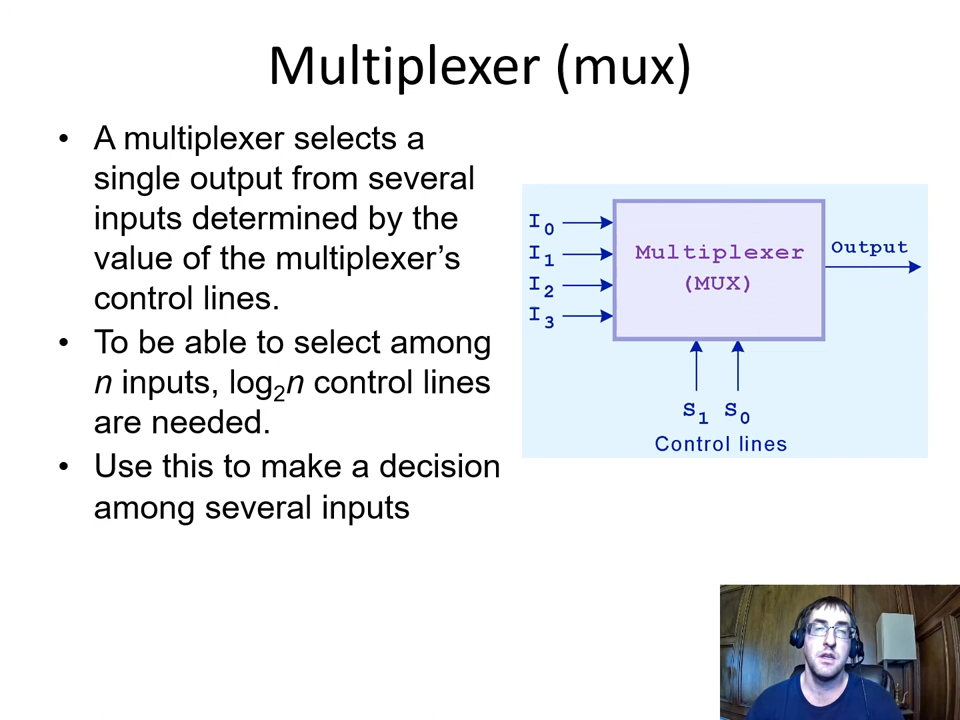 Multiplexer (mux)
• A multiplexer selects a
single output from several
inputs determined by the
value of the multiplexer’s
control lines.
• To be able to select among
n inputs, log₂n control lines
are needed.
• Use this to make a decision
among several inputs
I₀
I₁
I₂
I₃
Multiplexer
(MUX)
Output
S₁ S₀
Control lines